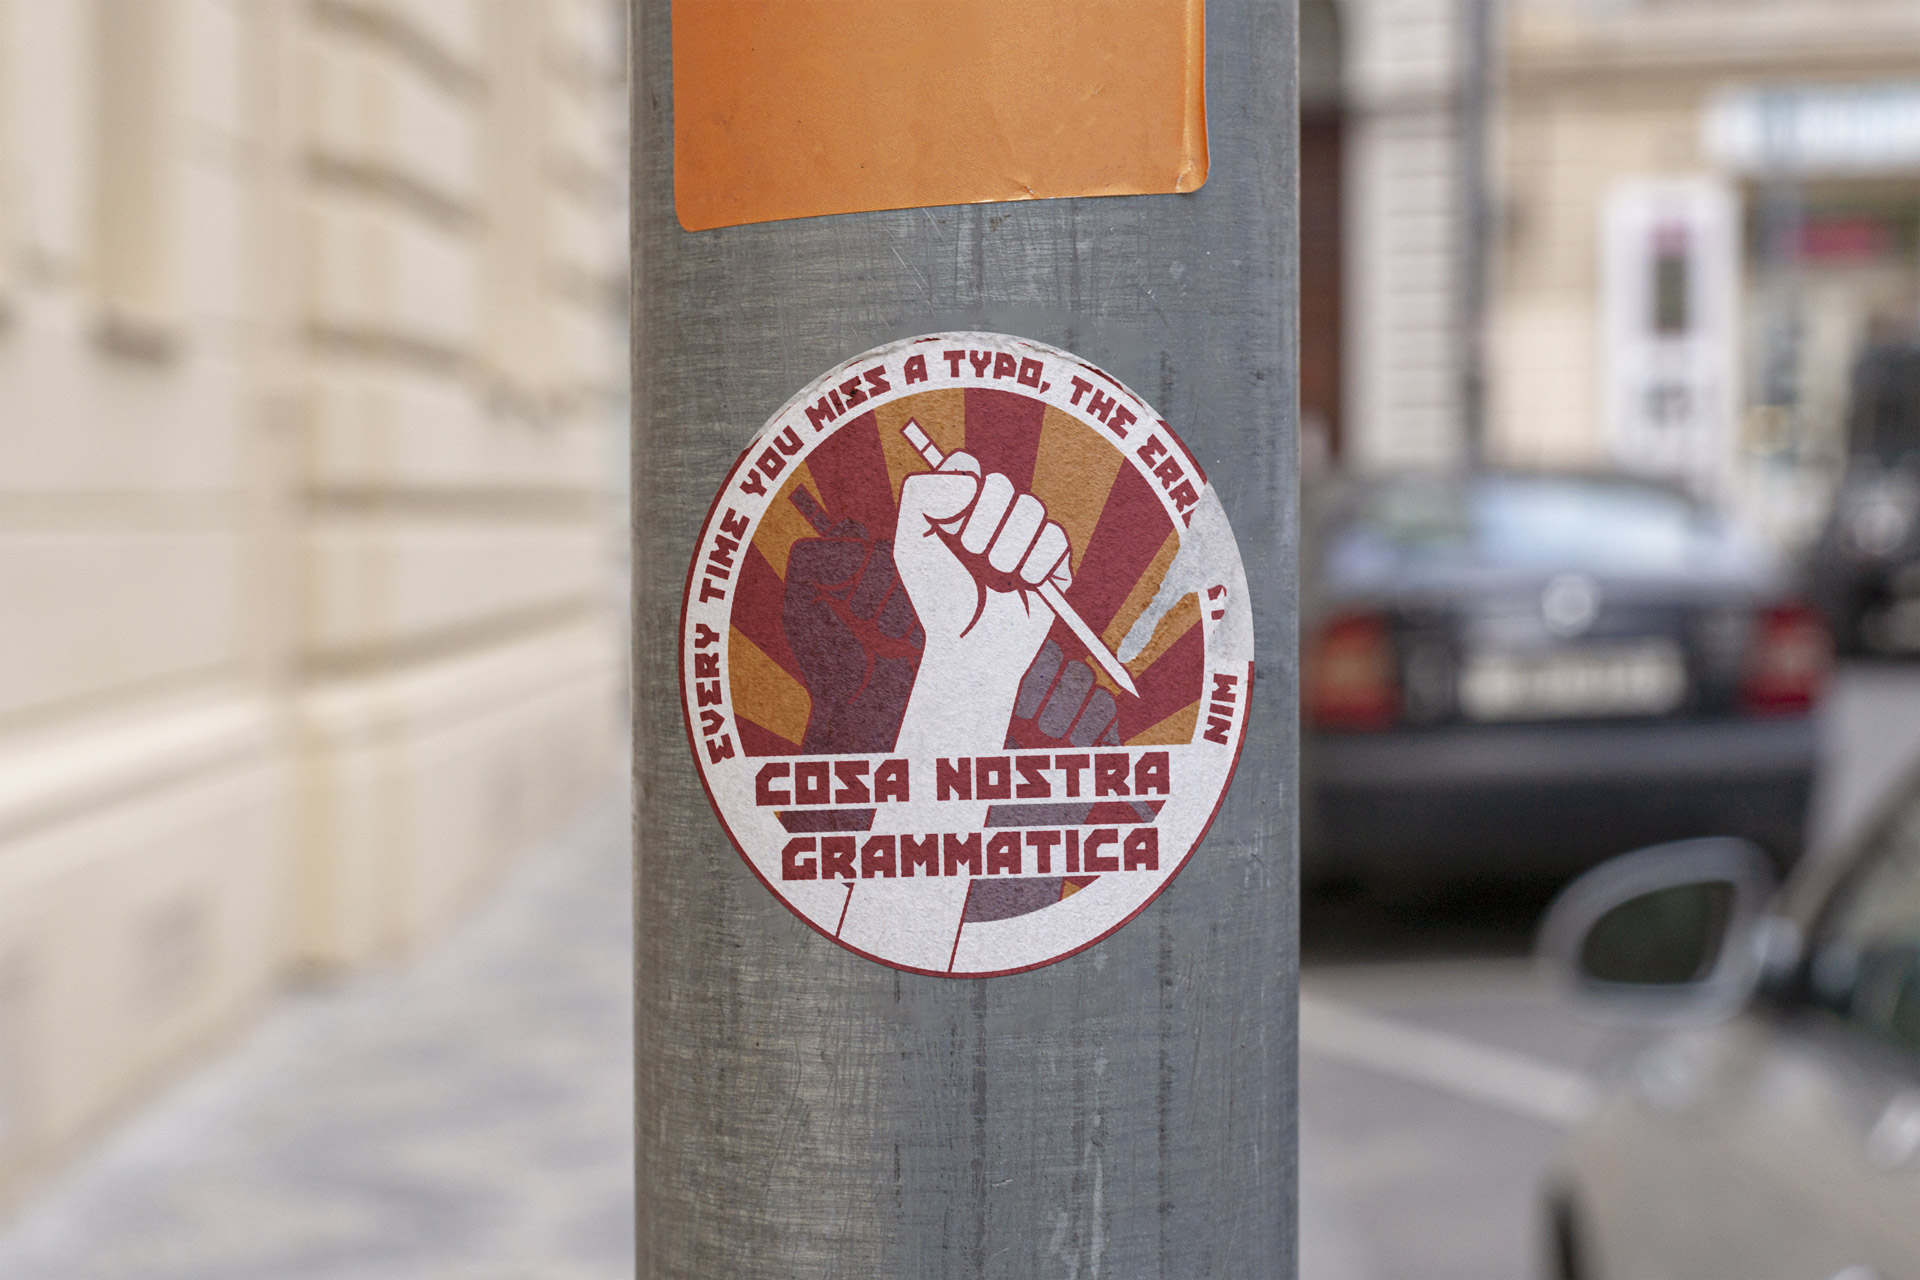 EVERY TIME YOU MISS A TYPO, THE WIN
COSA NOSTRA
GRAMMATICA